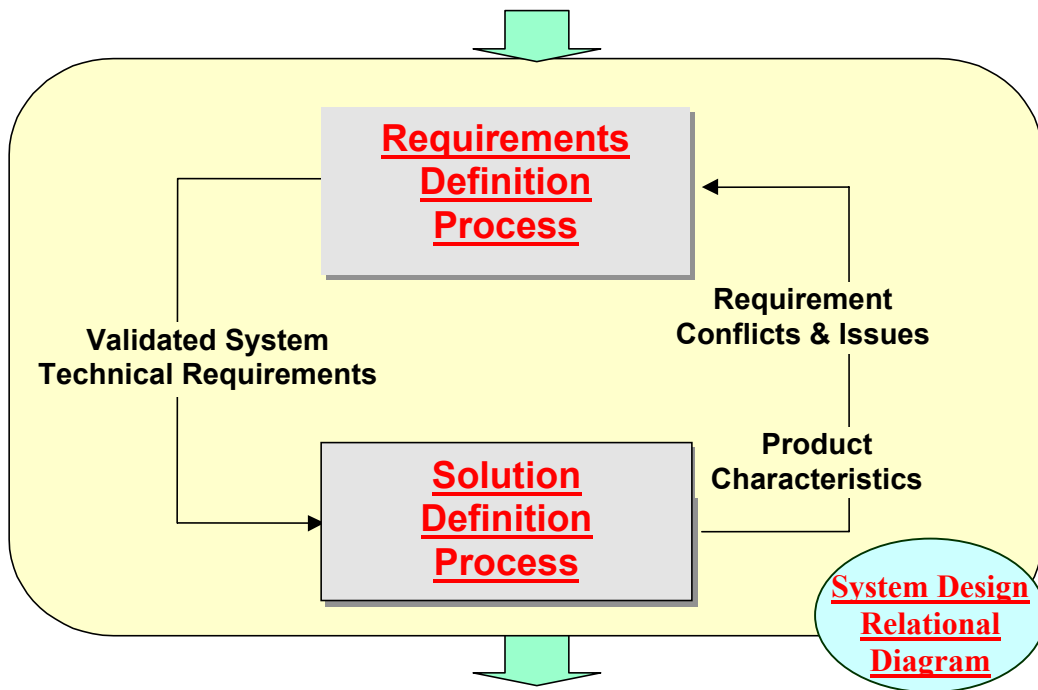 Requirements
Definition
Process
Requirement
Conflicts & Issues
Validated System
Technical Requirements
Product
Characteristics
Solution
Definition
Process
System Design
Relational
Diagram